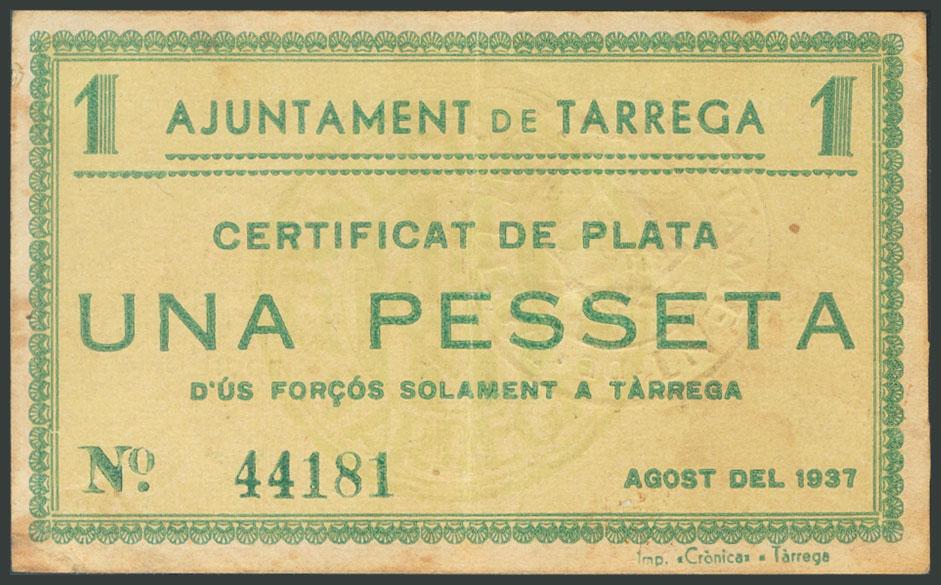 1 AJUNTAMENT DE TARREGA 1
CERTIFICAT DE PLATA
UNA PESSETA
D'ÚS FORÇÓS SOLAMENT A TÀRREGA
Nº. 44181 AGOST DEL 1937
Imp. «Crònica» - Tàrrega